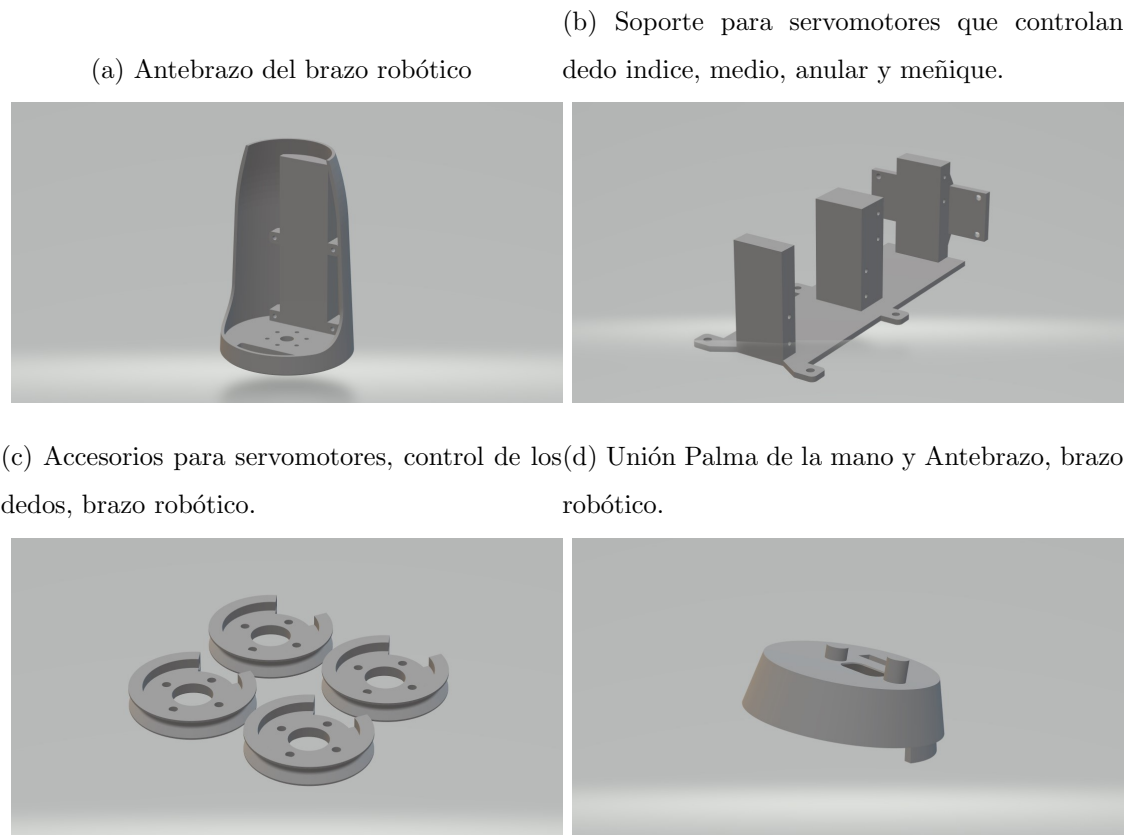 (a) Antebrazo del brazo robótico
(b) Soporte para servomotores que controlan
dedo indice, medio, anular y meñique.
(c) Accesorios para servomotores, control de los
dedos, brazo robótico.
(d) Unión Palma de la mano y Antebrazo, brazo
robótico.